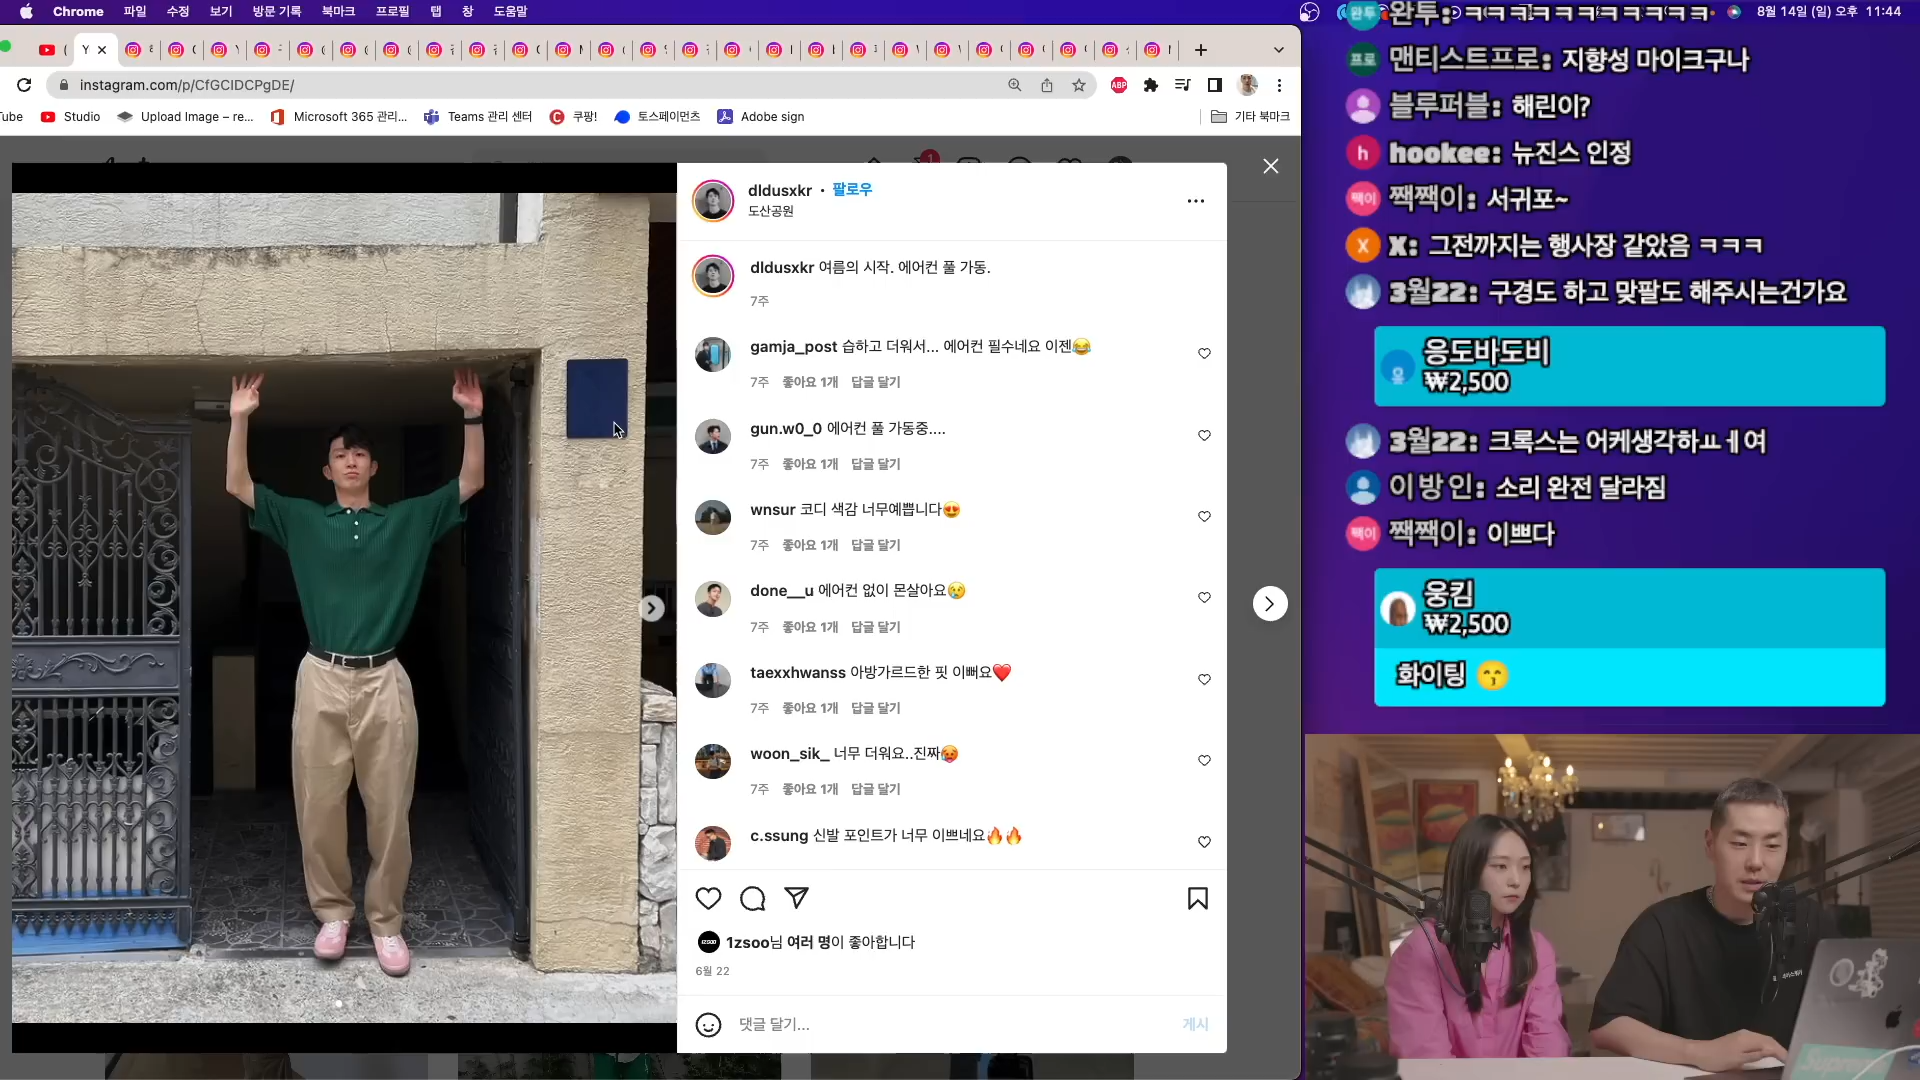 Chrome 파일 수정 보기 방문 기록 북마크 프로필 탭 창 도움말
8월 14일 (일) 오후 11:44
instagram.com/p/CfGCIDCPgDE/
ABP
Studio
Upload Image – re...
Microsoft 365 관리...
Teams 관리 센터
쿠팡!
토스페이먼츠
Adobe sign
기타 북마크
1
dldusxkr • 팔로우
도산공원
dldusxkr 여름의 시작. 에어컨 풀 가동.
7주
gamja_post 습하고 더워서... 에어컨 필수네요 이젠😂
7주 좋아요 1개 답글 달기
gun.w0_0 에어컨 풀 가동중....
7주 좋아요 1개 답글 달기
wnsur 코디 색감 너무예쁩니다😍
7주 좋아요 1개 답글 달기
done__u 에어컨 없이 몬살아요😢
7주 좋아요 1개 답글 달기
taexxhwanss 아방가르드한 핏 이뻐요❤️
7주 좋아요 1개 답글 달기
woon_sik_ 너무 더워요..진짜🥵
7주 좋아요 1개 답글 달기
c.ssung 신발 포인트가 너무 이쁘네요🔥🔥
1zsoo님 여러 명이 좋아합니다
6월 22
댓글 달기...
게시
완투: ㅋㅋㅋㅋㅋㅋㅋㅋㅋ
프로 맨티스트프로: 지향성 마이크구나
블루퍼블: 해린이?
h hookee: 뉴진스 인정
짹이 짹짹이: 서귀포~
X X: 그전까지는 행사장 같았음 ㅋㅋㅋ
3월22: 구경도 하고 맞팔도 해주시는건가요
응도바도비
₩2,500
3월22: 크록스는 어케생각하ㅛㅔ여
이 방 인: 소리 완전 달라짐
짹이 짹짹이: 이쁘다
웅킴
₩2,500
화이팅 😙
Supreme